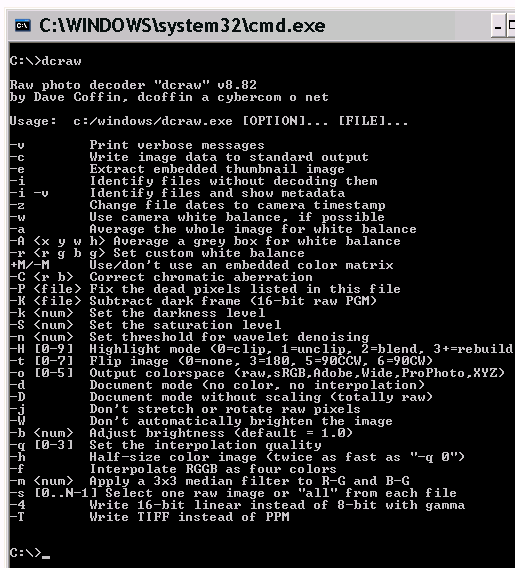 C:\WINDOWS\system32\cmd.exe
C:\>dcraw
Raw photo decoder "dcraw" v8.82
by Dave Coffin, dcoffin a cybercom o net
Usage:  c:/windows/dcraw.exe [OPTION]... [FILE]...
-v        Print verbose messages
-c        Write image data to standard output
-e        Extract embedded thumbnail image
-i        Identify files without decoding them
-i -v     Identify files and show metadata
-z        Change file dates to camera timestamp
-w        Use camera white balance, if possible
-a        Average the whole image for white balance
-A <x y w h> Average a grey box for white balance
-r <r g b g> Set custom white balance
+M/-M     Use/don't use an embedded color matrix
-C <r b>  Correct chromatic aberration
-P <file> Fix the dead pixels listed in this file
-K <file> Subtract dark frame (16-bit raw PGM)
-k <num>  Set the darkness level
-S <num>  Set the saturation level
-n <num>  Set threshold for wavelet denoising
-H [0-9]  Highlight mode (0=clip, 1=unclip, 2=blend, 3+=rebuild
-t [0-7]  Flip image (0=none, 3=180, 5=90CCW, 6=90CW)
-o [0-5]  Output colorspace (raw,sRGB,Adobe,Wide,ProPhoto,XYZ)
-d        Document mode (no color, no interpolation)
-D        Document mode without scaling (totally raw)
-j        Don't stretch or rotate raw pixels
-W        Don't automatically brighten the image
-b <num>  Adjust brightness (default = 1.0)
-q [0-3]  Set the interpolation quality
-h        Half-size color image (twice as fast as "-q 0")
-f        Interpolate RGGB as four colors
-m <num>  Apply a 3x3 median filter to R-G and B-G
-s [0..N-1] Select one raw image or "all" from each file
-4        Write 16-bit linear instead of 8-bit with gamma
-T        Write TIFF instead of PPM
C:\>_